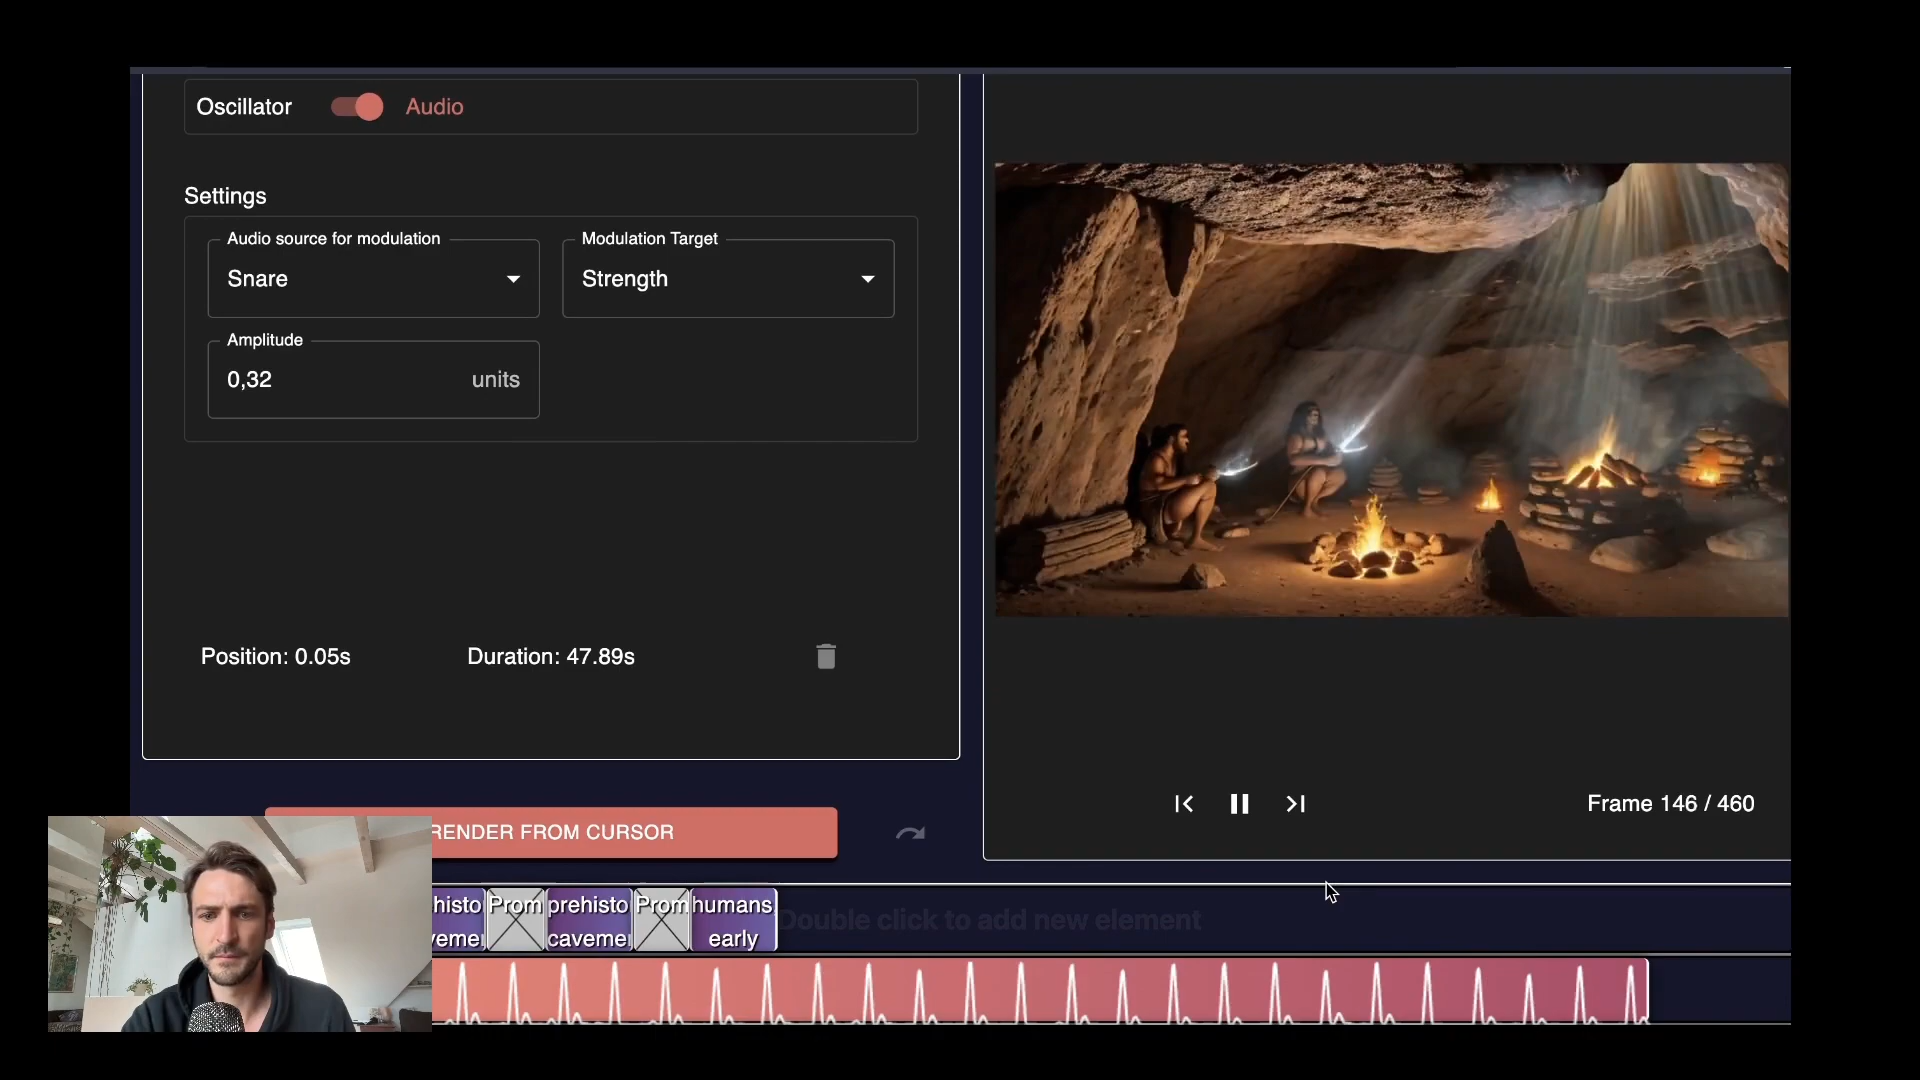 Oscillator Audio
Settings
Audio source for modulation
Snare
Modulation Target
Strength
Amplitude
0,32 units
Position: 0.05s Duration: 47.89s
RENDER FROM CURSOR
Frame 146 / 460
histo
vemer
Prom
prehisto
cavemer
Prom
humans
early
Double click to add new element